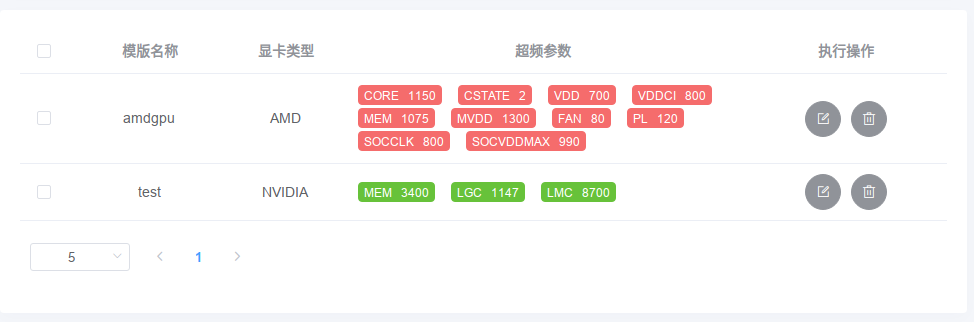 模版名称 显卡类型 超频参数 执行操作
amdgpu AMD CORE 1150 CSTATE 2 VDD 700 VDDCI 800
MEM 1075 MVDD 1300 FAN 80 PL 120
SOCCLK 800 SOCVDDMAX 990
test NVIDIA MEM 3400 LGC 1147 LMC 8700
5 1